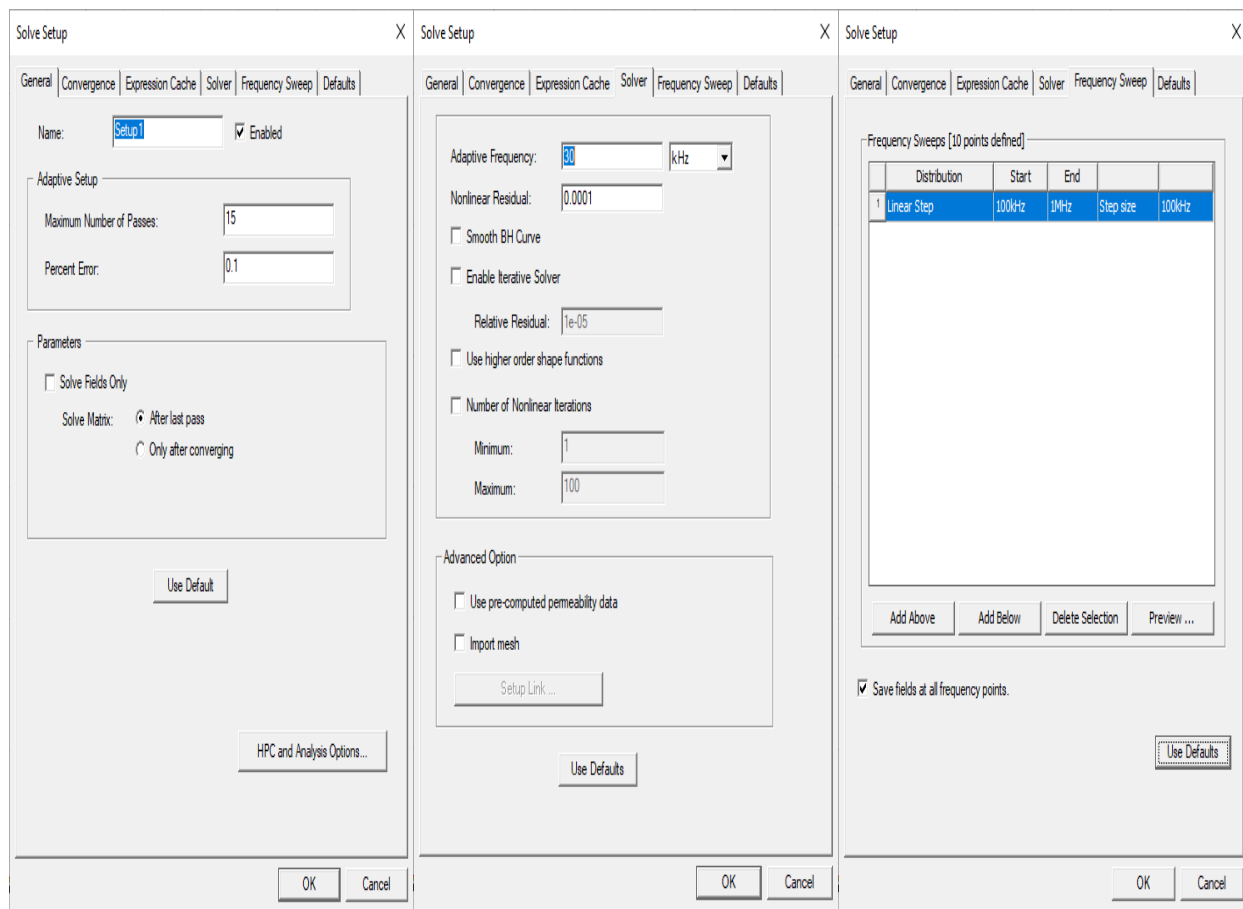 Solve Setup
General Convergence Expression Cache Solver Frequency Sweep Defaults
Name: Setup1 Enabled
Adaptive Setup
Maximum Number of Passes: 15
Percent Error: 0.1
Parameters
Solve Fields Only
Solve Matrix: After last pass
Only after converging
Use Default
HPC and Analysis Options...
OK Cancel
Solve Setup
General Convergence Expression Cache Solver Frequency Sweep Defaults
Adaptive Frequency: 30 kHz
Nonlinear Residual: 0.0001
Smooth BH Curve
Enable Iterative Solver
Relative Residual: 1e-05
Use higher order shape functions
Number of Nonlinear Iterations
Minimum: 1
Maximum: 100
Advanced Option
Use pre-computed permeability data
Import mesh
Setup Link ...
Use Defaults
OK Cancel
Solve Setup
General Convergence Expression Cache Solver Frequency Sweep Defaults
Frequency Sweeps [10 points defined]
Distribution Start End
1 Linear Step 100kHz 1MHz Step size 100kHz
Add Above Add Below Delete Selection Preview ...
Save fields at all frequency points.
Use Defaults
OK Cancel